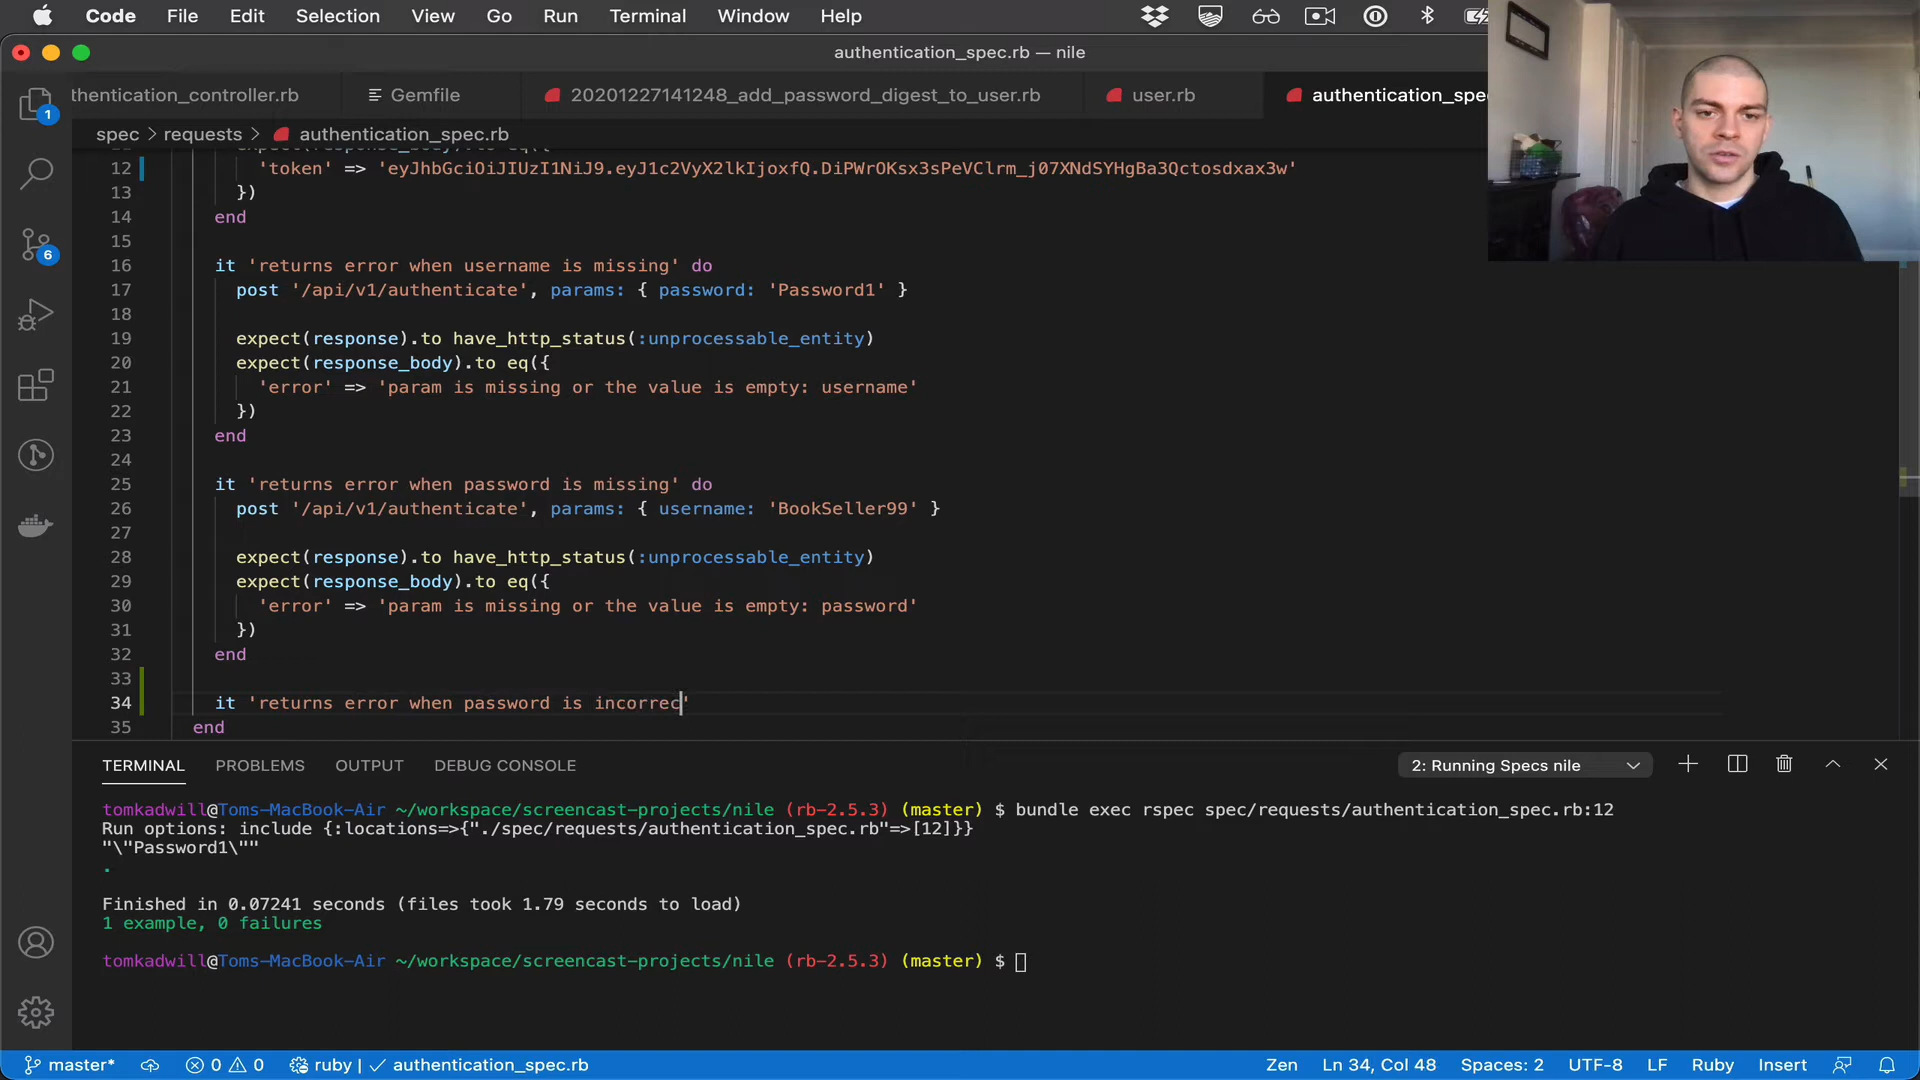 Code File Edit Selection View Go Run Terminal Window Help
authentication_spec.rb — nile
thentication_controller.rb Gemfile 20201227141248_add_password_digest_to_user.rb user.rb authentication_spe
spec > requests > authentication_spec.rb
expect(response_body).to eq({
12 'token' => 'eyJhbGciOiJIUzI1NiJ9.eyJ1c2VyX2lkIjoxfQ.DiPWrOKsx3sPeVClrm_j07XNdSYHgBa3Qctosdxax3w'
13 })
14 end
15
16 it 'returns error when username is missing' do
17 post '/api/v1/authenticate', params: { password: 'Password1' }
18
19 expect(response).to have_http_status(:unprocessable_entity)
20 expect(response_body).to eq({
21 'error' => 'param is missing or the value is empty: username'
22 })
23 end
24
25 it 'returns error when password is missing' do
26 post '/api/v1/authenticate', params: { username: 'BookSeller99' }
27
28 expect(response).to have_http_status(:unprocessable_entity)
29 expect(response_body).to eq({
30 'error' => 'param is missing or the value is empty: password'
31 })
32 end
33
34 it 'returns error when password is incorrec'
35 end
1
6
TERMINAL PROBLEMS OUTPUT DEBUG CONSOLE 2: Running Specs nile
tomkadwill@Toms-MacBook-Air ~/workspace/screencast-projects/nile (rb-2.5.3) (master) $ bundle exec rspec spec/requests/authentication_spec.rb:12
Run options: include {:locations=>{"./spec/requests/authentication_spec.rb"=>[12]}}
"\"Password1\""
.
Finished in 0.07241 seconds (files took 1.79 seconds to load)
1 example, 0 failures
tomkadwill@Toms-MacBook-Air ~/workspace/screencast-projects/nile (rb-2.5.3) (master) $
master* 0 0 ruby | ✓ authentication_spec.rb Zen Ln 34, Col 48 Spaces: 2 UTF-8 LF Ruby Insert